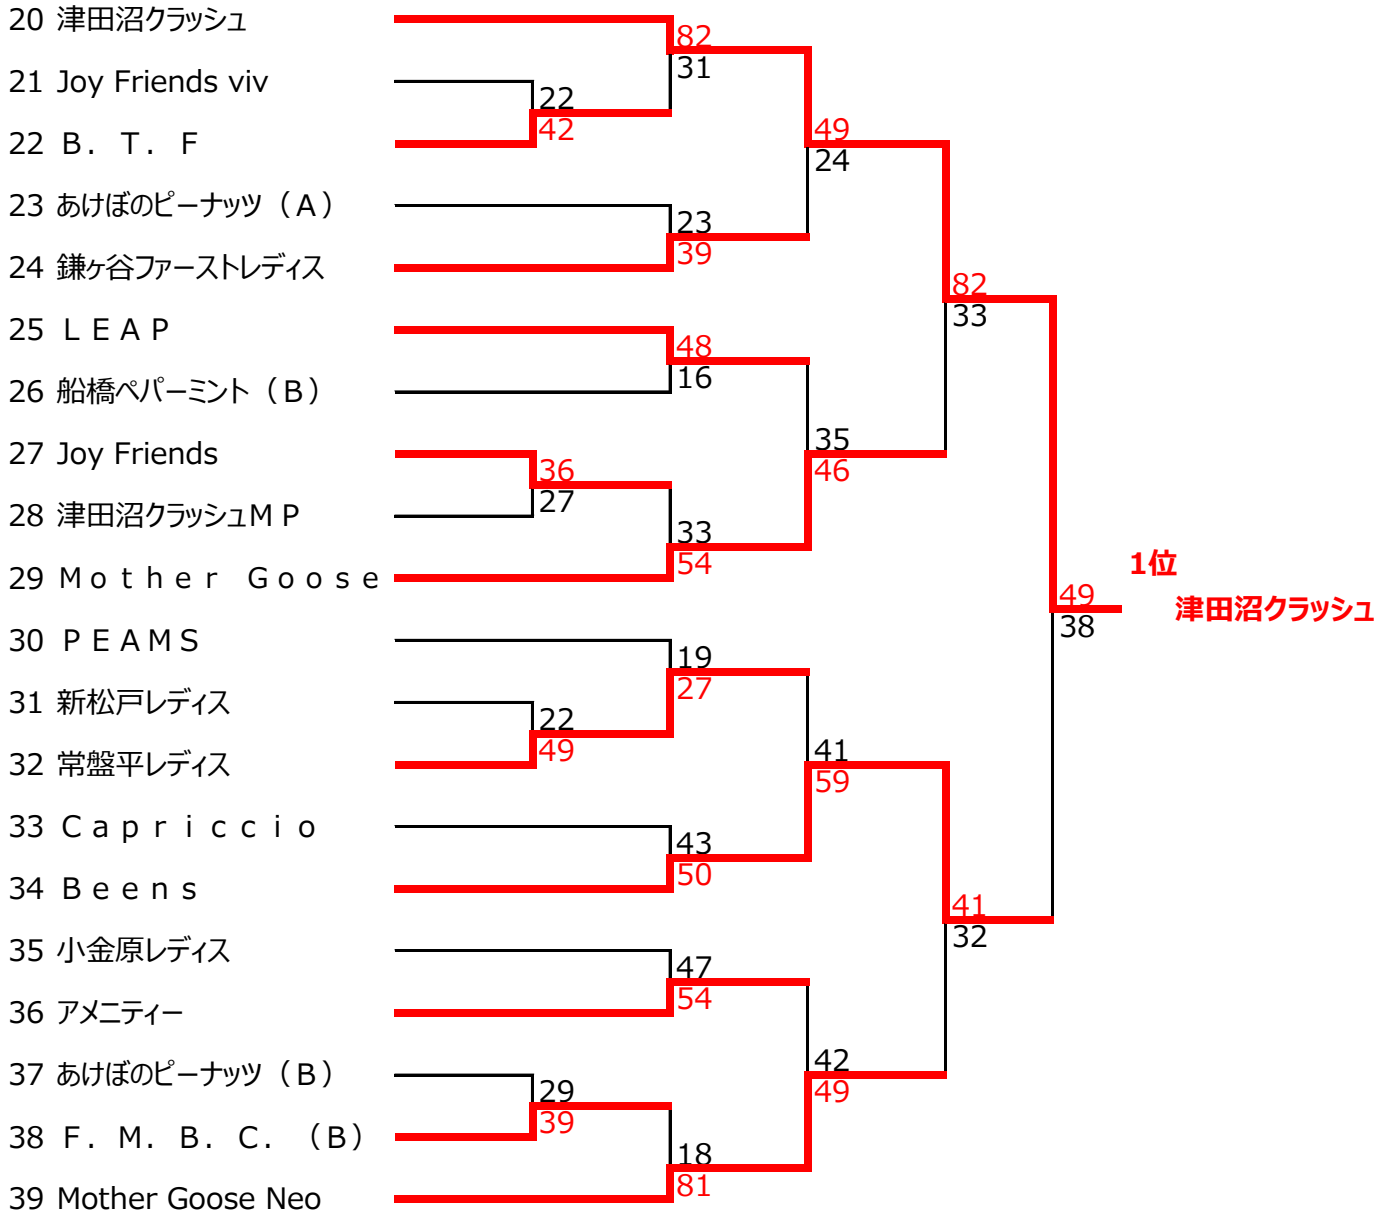 20 津田沼クラッシュ
82
31
21 Joy Friends viv
22
42
22 Ｂ．Ｔ．Ｆ
49
24
23 あけぼのピーナッツ（Ａ）
23
39
24 鎌ヶ谷ファーストレディス
82
33
25 ＬＥＡＰ
48
16
26 船橋ペパーミント（Ｂ）
35
46
27 Joy Friends
36
27
28 津田沼クラッシュＭＰ
33
54
29 Ｍｏｔｈｅｒ　Ｇｏｏｓｅ
1位
津田沼クラッシュ
49
38
30 ＰＥＡＭＳ
19
27
31 新松戸レディス
22
49
32 常盤平レディス
41
59
33 Ｃａｐｒｉｃｃｉｏ
43
50
34 Ｂｅｅｎｓ
41
32
35 小金原レディス
47
54
36 アメニティー
42
49
37 あけぼのピーナッツ（Ｂ）
29
39
38 Ｆ．Ｍ．Ｂ．Ｃ．（Ｂ）
18
81
39 Mother Goose Neo